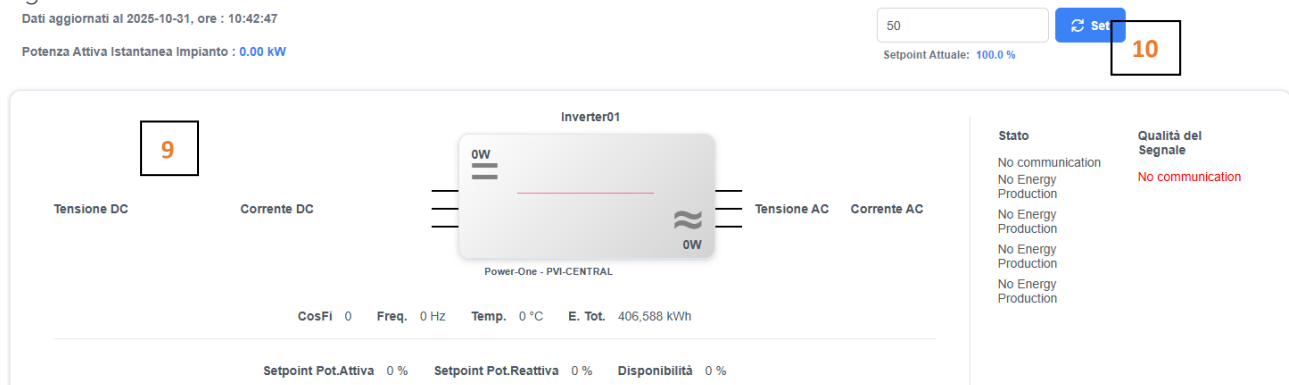 Dati aggiornati al 2025-10-31, ore : 10:42:47
50
Set
10
Potenza Attiva Istantanea Impianto : 0.00 kW
Setpoint Attuale: 100.0 %
9
Inverter01
0W
Tensione DC
Corrente DC
Tensione AC
Corrente AC
0W
Power-One - PVI-CENTRAL
CosFi 0 Freq. 0 Hz Temp. 0 °C E. Tot. 406,588 kWh
Setpoint Pot.Attiva 0 % Setpoint Pot.Reattiva 0 % Disponibilità 0 %
Stato
No communication
No Energy
Production
No Energy
Production
No Energy
Production
No Energy
Production
Qualità del
Segnale
No communication